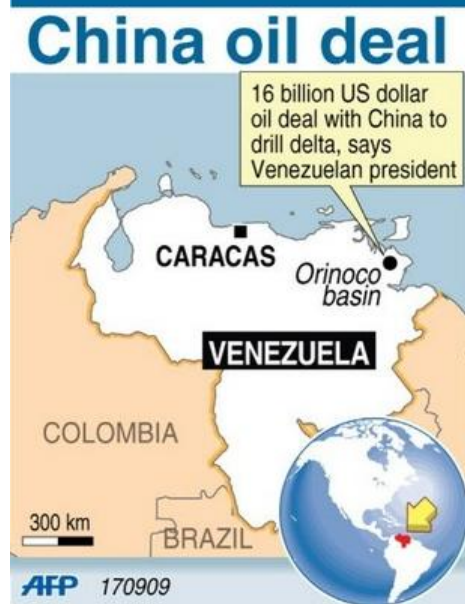 China oil deal
16 billion US dollar
oil deal with China to
drill delta, says
Venezuelan president
CARACAS
Orinoco
basin
VENEZUELA
COLOMBIA
300 km
BRAZIL
AFP 170909